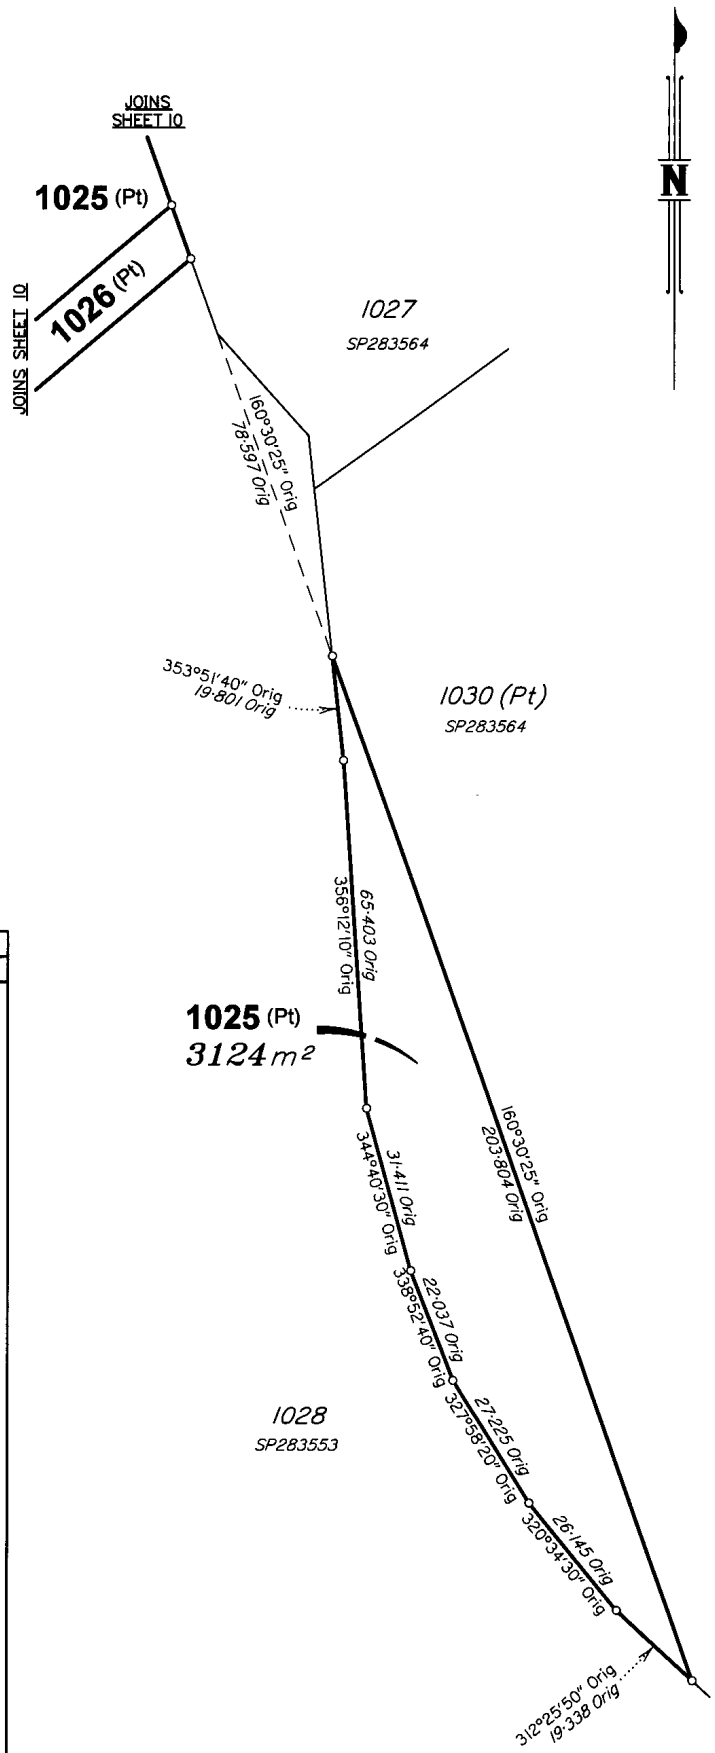 JOINS
SHEET 10
N
1025 (Pt)
1026 (Pt)
JOINS SHEET 10
1027
SP283564
160°30'25" Orig
78·597 Orig
353°51'40" Orig
19·801 Orig
1030 (Pt)
SP283564
65·403 Orig
356°12'10" Orig
1025 (Pt)
3124 m²
160°30'25" Orig
203·804 Orig
31·411 Orig
344°40'30" Orig
22·037 Orig
338°52'40" Orig
27·225 Orig
327°58'20" Orig
1028
SP283553
26·145 Orig
320°34'30" Orig
312°25'50" Orig
19·338 Orig